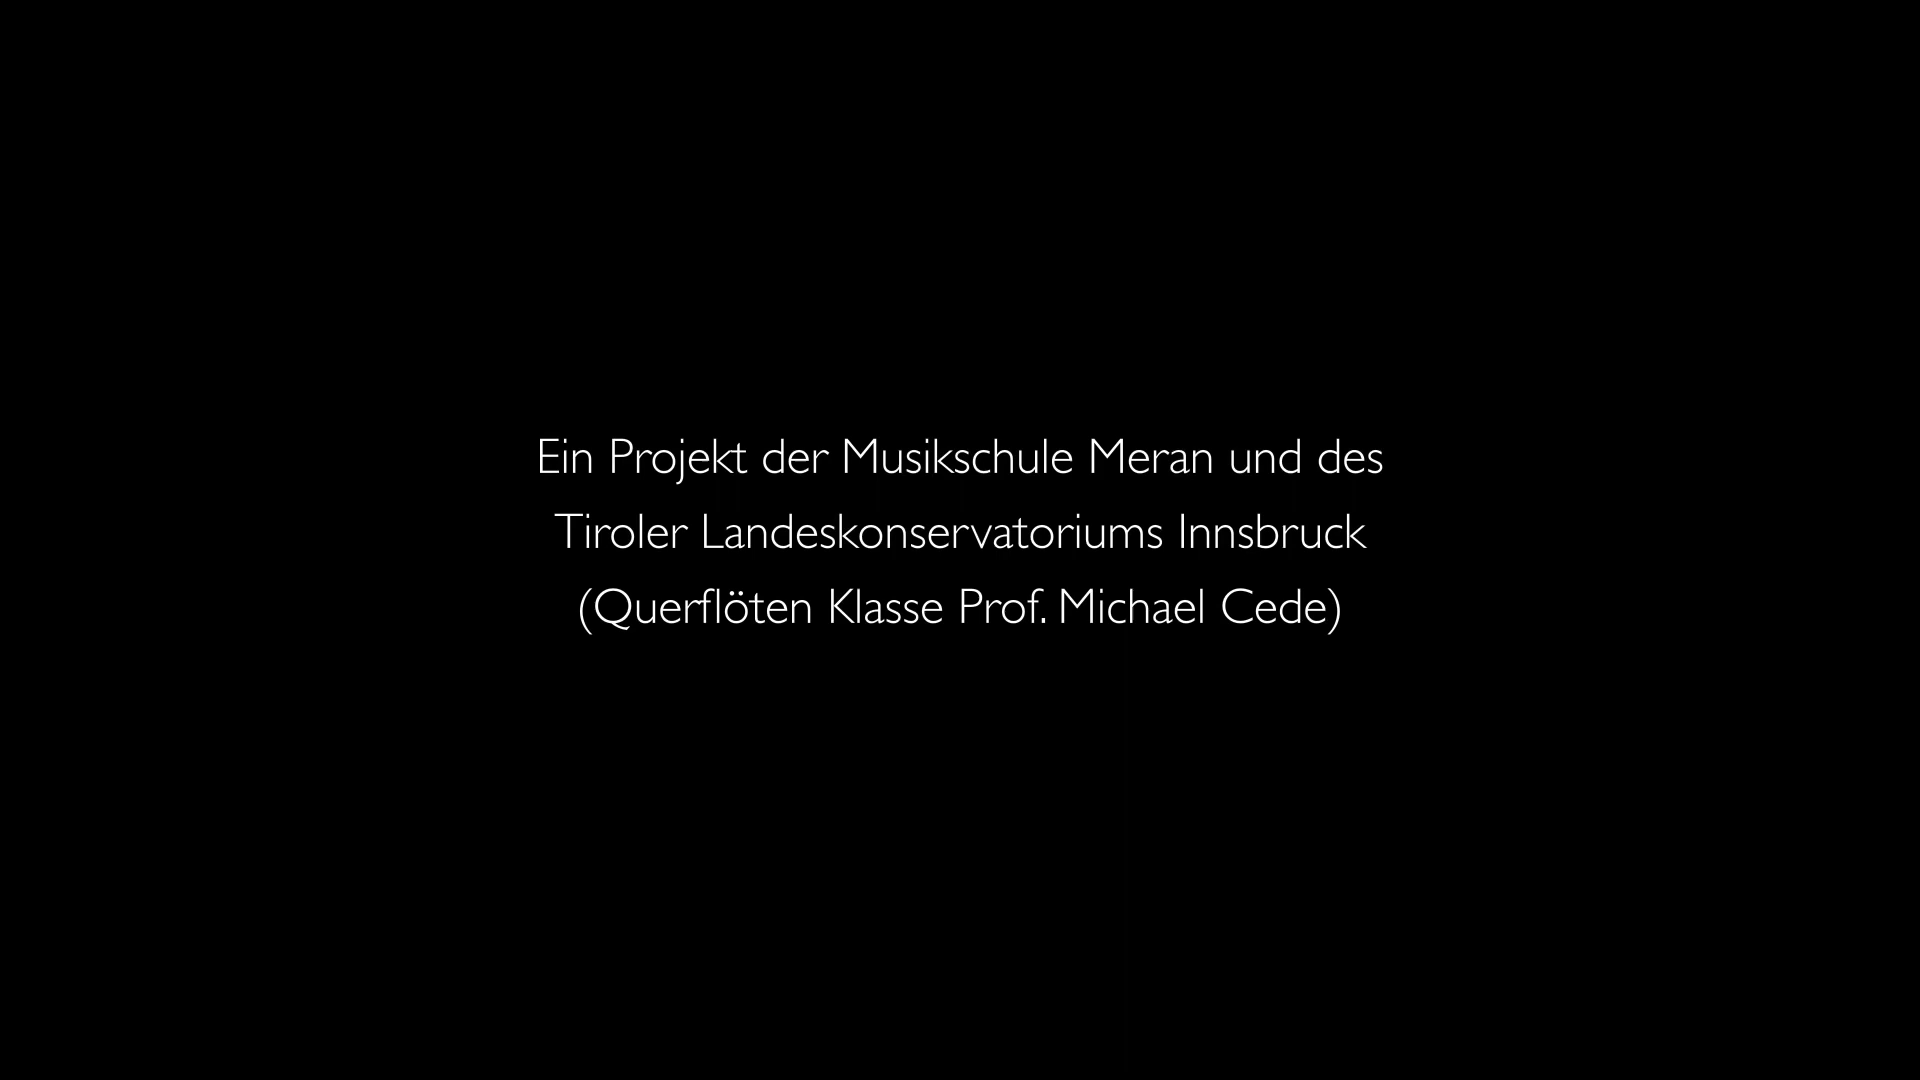 Ein Projekt der Musikschule Meran und des
Tiroler Landeskonservatoriums Innsbruck
(Querflöten Klasse Prof. Michael Cede)